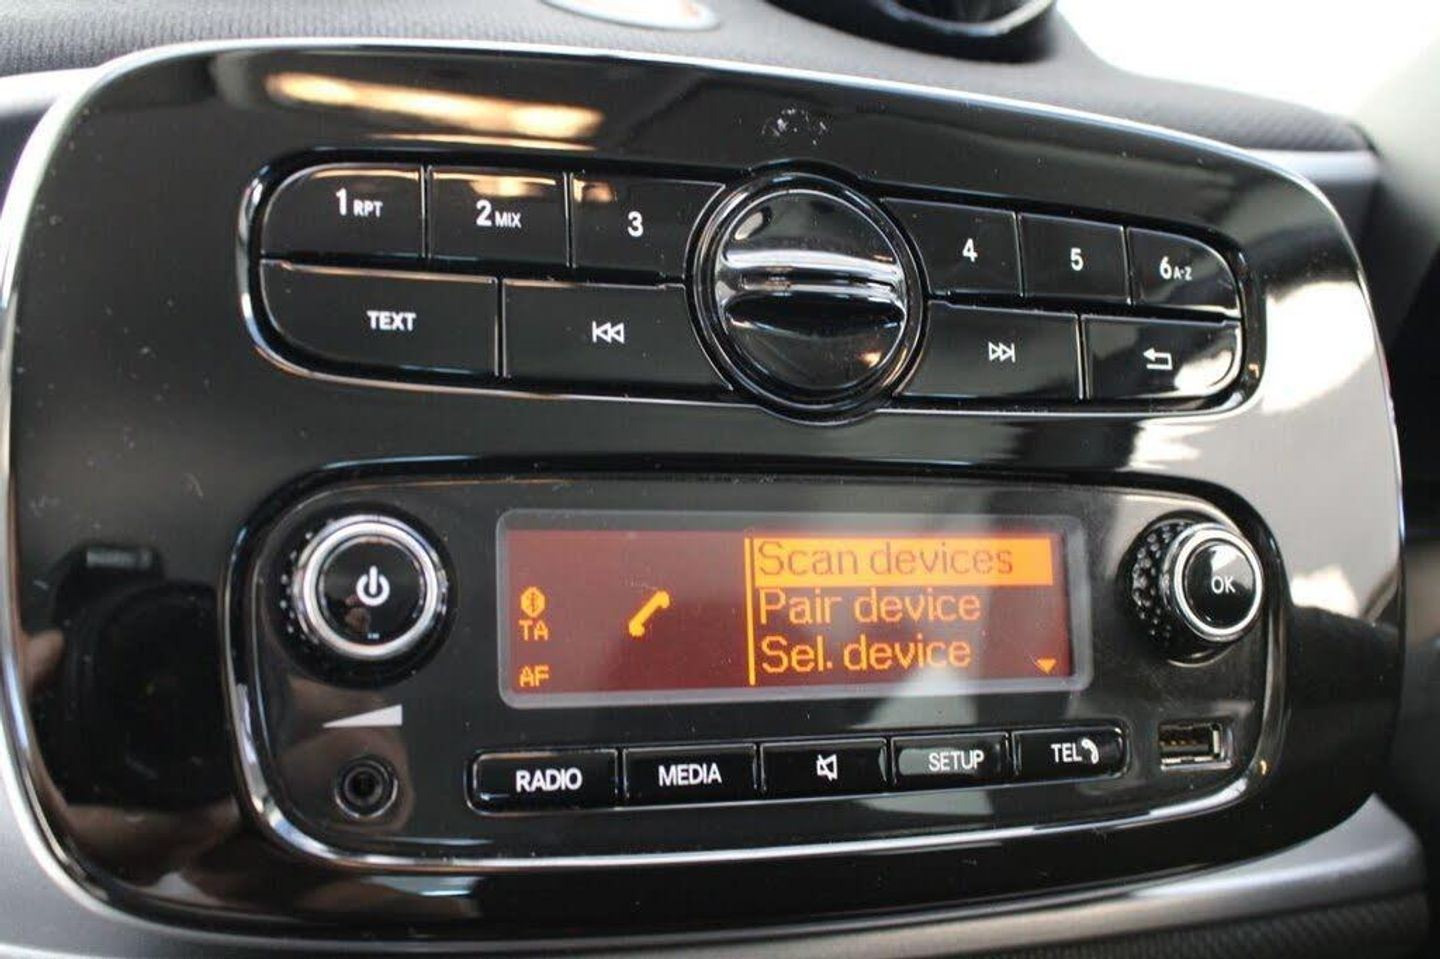 1 RPT
2 MIX
3
4
5
6 A-Z
TEXT
Scan devices
Pair device
Sel. device
TA
AF
OK
RADIO
MEDIA
SETUP
TEL